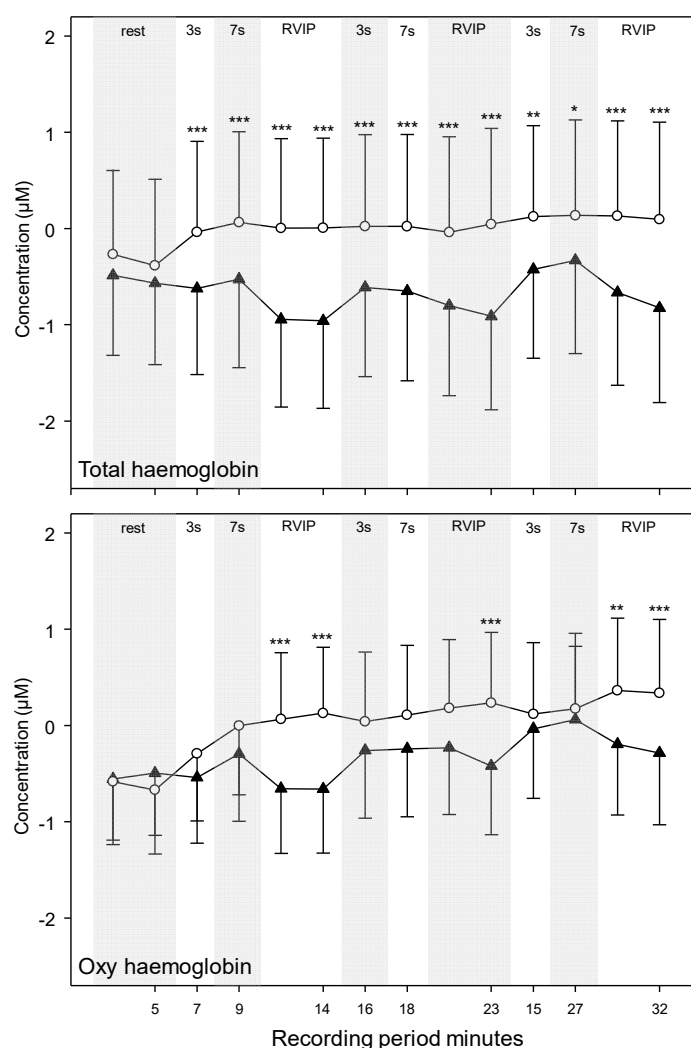 2
rest 3s 7s RVIP 3s 7s RVIP 3s 7s RVIP
*** *** *** *** *** *** *** *** ** * *** ***
1
0
-1
-2
Concentration (µM)
Total haemoglobin
2
rest 3s 7s RVIP 3s 7s RVIP 3s 7s RVIP
*** *** *** ** ***
1
0
-1
-2
Concentration (µM)
Oxy haemoglobin
5 7 9 14 16 18 23 15 27 32
Recording period minutes